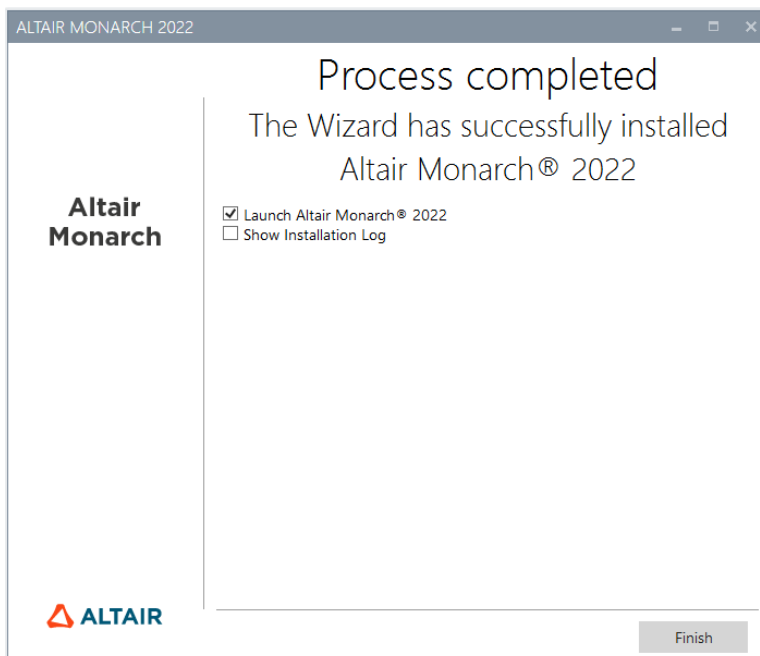 ALTAIR MONARCH 2022
Process completed
The Wizard has successfully installed
Altair Monarch® 2022
Altair
Monarch
Launch Altair Monarch® 2022
Show Installation Log
ALTAIR
Finish